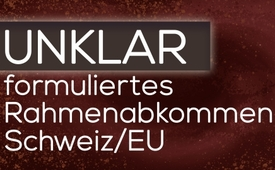 UNKLAR
formuliertes
Rahmenabkommen
Schweiz/EU